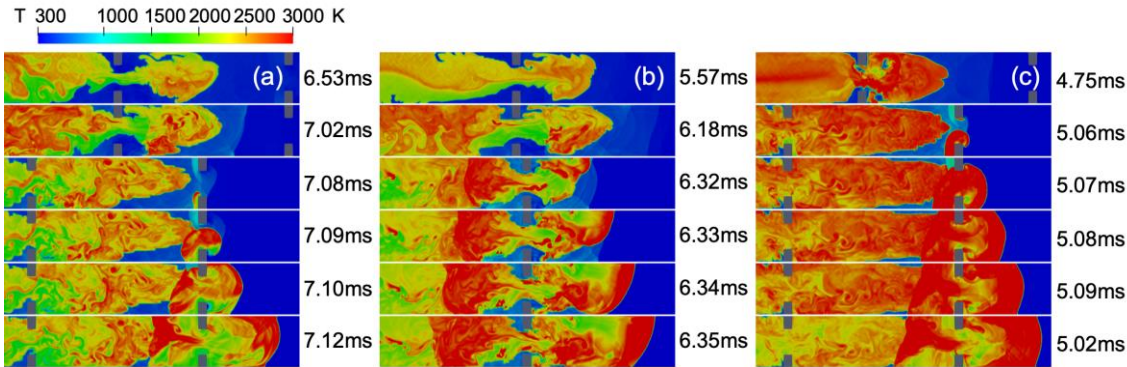 T 300 1000 2000 2500 3000 K
(a) 6.53ms (b) 5.57ms (c) 4.75ms
7.02ms 6.18ms 5.06ms
7.08ms 6.32ms 5.07ms
7.09ms 6.33ms 5.08ms
7.10ms 6.34ms 5.09ms
7.12ms 6.35ms 5.02ms